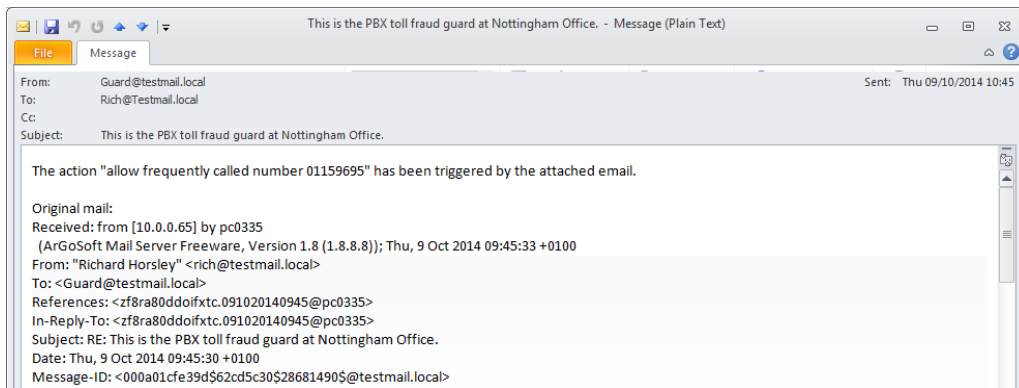 This is the PBX toll fraud guard at Nottingham Office. - Message (Plain Text)
File Message
From: Guard@testmail.local Sent: Thu 09/10/2014 10:45
To: Rich@Testmail.local
Cc:
Subject: This is the PBX toll fraud guard at Nottingham Office.
The action "allow frequently called number 01159695" has been triggered by the attached email.
Original mail:
Received: from [10.0.0.65] by pc0335
(ArGoSoft Mail Server Freeware, Version 1.8 (1.8.8.8)); Thu, 9 Oct 2014 09:45:33 +0100
From: "Richard Horsley" <rich@testmail.local>
To: <Guard@testmail.local>
References: <zf8ra80ddoifxtc.091020140945@pc0335>
In-Reply-To: <zf8ra80ddoifxtc.091020140945@pc0335>
Subject: RE: This is the PBX toll fraud guard at Nottingham Office.
Date: Thu, 9 Oct 2014 09:45:30 +0100
Message-ID: <000a01cfe39d$62cd5c30$28681490$@testmail.local>